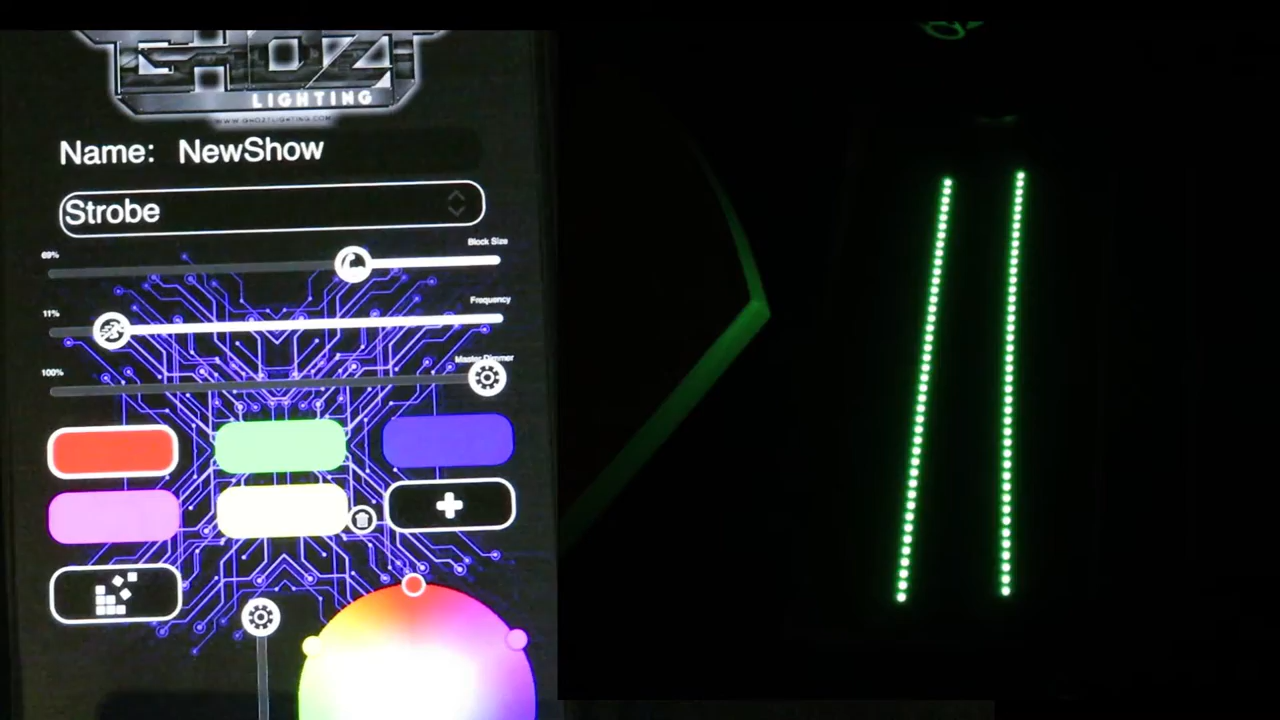 GHOZT
LIGHTING
WWW.GHOZTLIGHTING.COM
Name: NewShow
Strobe
69%
Block Size
11%
Frequency
100%
Master Dimmer